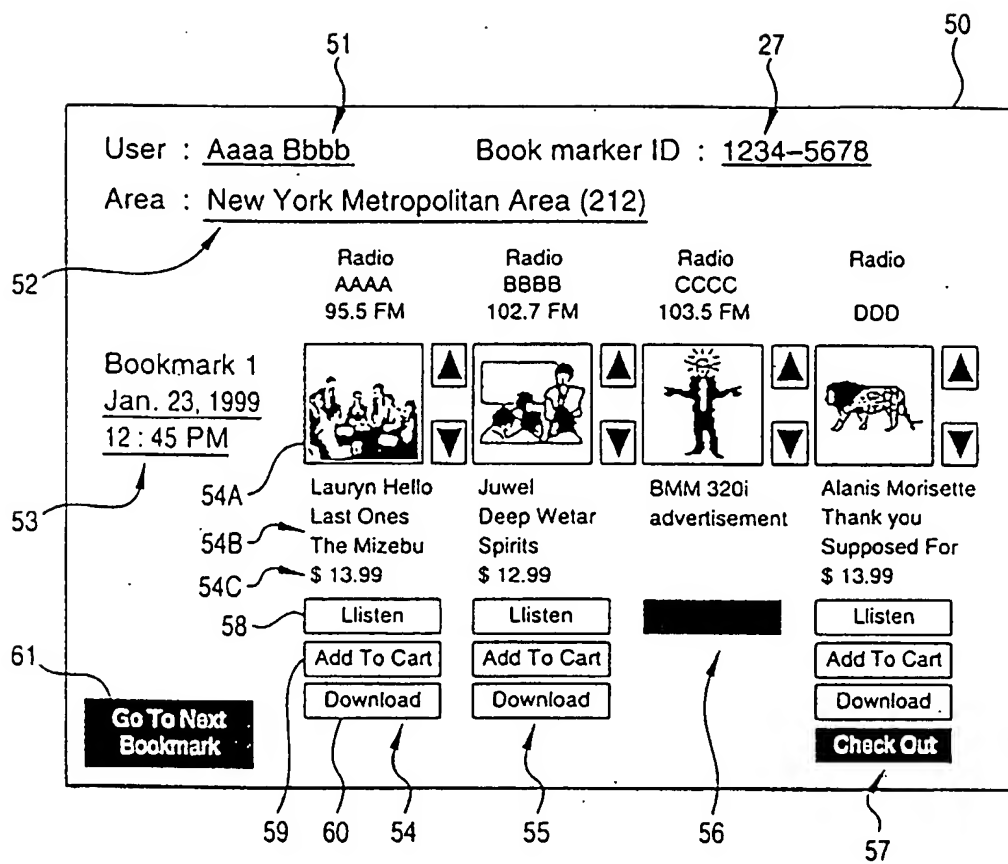 51
27
50
User : Aaaa Bbbb Book marker ID : 1234–5678
Area : New York Metropolitan Area (212)
52
Radio AAAA 95.5 FM
Radio BBBB 102.7 FM
Radio CCCC 103.5 FM
Radio DDD
Bookmark 1
Jan. 23, 1999
12 : 45 PM
53
54A
Lauryn Hello
Last Ones
The Mizebu
$ 13.99
Juwel
Deep Wetar
Spirits
$ 12.99
BMM 320i
advertisement
Alanis Morisette
Thank you
Supposed For
$ 13.99
54B
54C
58
Llisten
Llisten
Llisten
Add To Cart
Add To Cart
Add To Cart
Download
Download
Download
61
Go To Next
Bookmark
Check Out
59
60
54
55
56
57